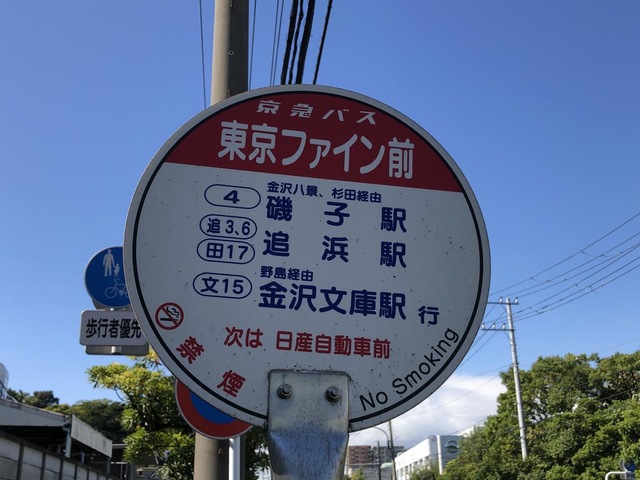 京急バス
東京ファイン前
金沢八景、杉田経由
4 磯子駅
追3,6 追浜駅
田17
野島経由
文15 金沢文庫駅 行
次は 日産自動車前
禁煙
No Smoking
歩行者優先